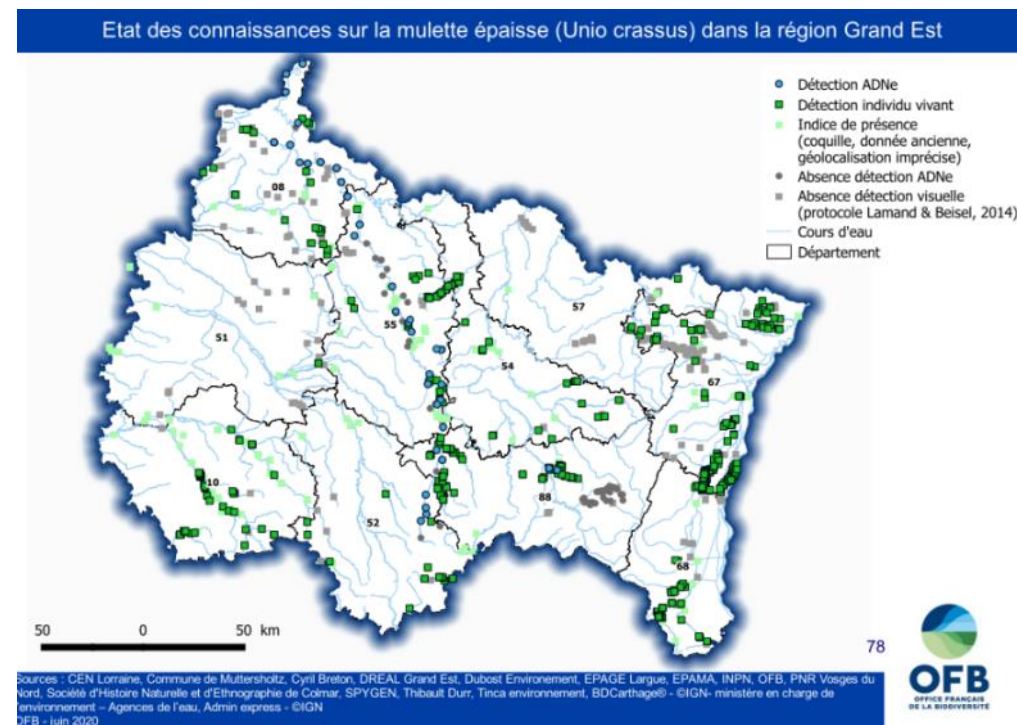 Etat des connaissances sur la mulette épaisse (Unio crassus) dans la région Grand Est
Détection ADNe
Détection individu vivant
Indice de présence
(coquille, donnée ancienne,
géolocalisation imprécise)
Absence détection ADNe
Absence détection visuelle
(protocole Lamand & Beisel, 2014)
Cours d'eau
Département
08
57
55
51
54
67
10
88
52
68
50 0 50 km
78
OFB
OFFICE FRANÇAIS
DE LA BIODIVERSITÉ
Sources : CEN Lorraine, Commune de Muttersholtz, Cyril Breton, DREAL Grand Est, Dubost Environement, EPAGE Largue, EPAMA, INPN, OFB, PNR Vosges du
Nord, Société d'Histoire Naturelle et d'Ethnographie de Colmar, SPYGEN, Thibault Durr, Tinca environnement, BDCarthage® - ©IGN- ministère en charge de
l'environnement – Agences de l'eau, Admin express - ©IGN
OFB - juin 2020